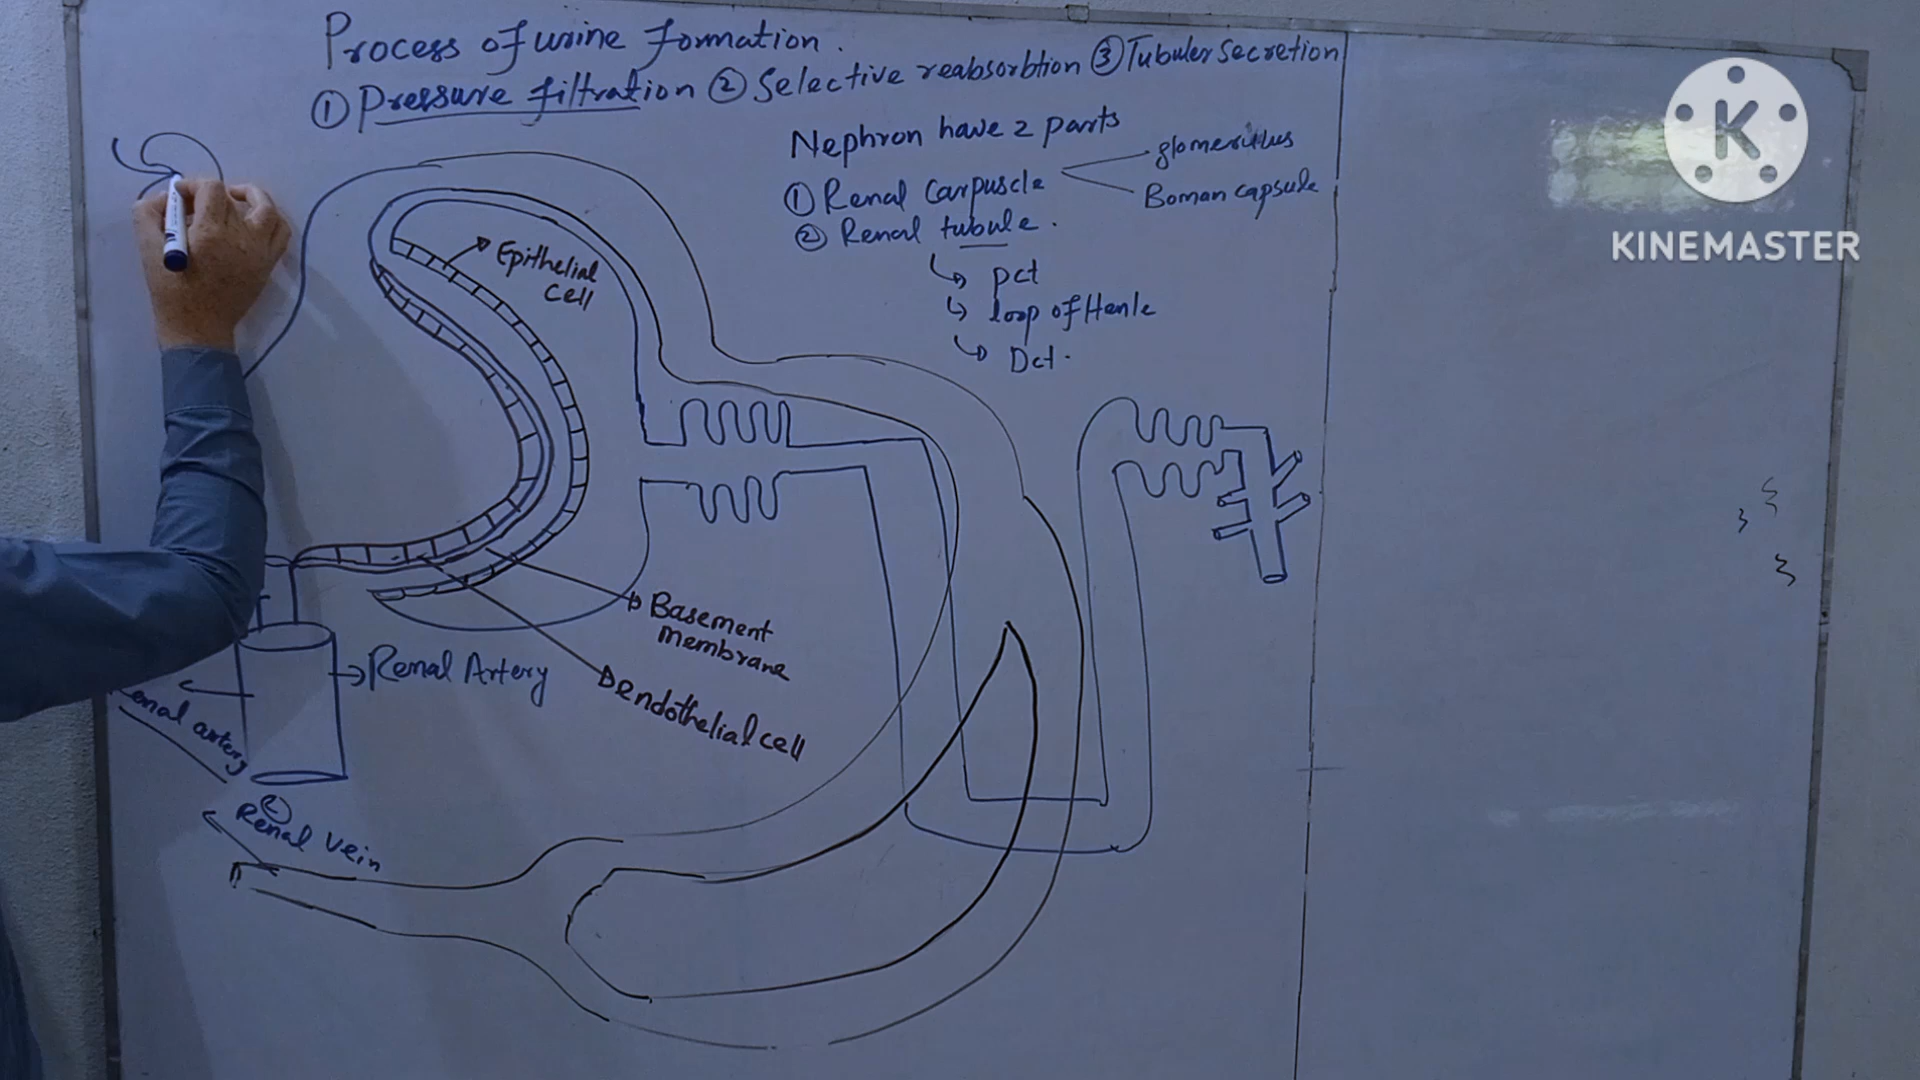 Process of urine formation.
① Pressure filtration ② Selective reabsorbtion ③ Tubuler secretion
Nephron have 2 parts
① Renal Carpuscle
glomerulus
Boman capsule
② Renal tubule.
↳ pct
↳ loop of Henle
↳ Dct.
Epithelial
cell
Basement
membrane
endothelial cell
Renal Artery
Renal artery
Renal Vein
K
KINEMASTER